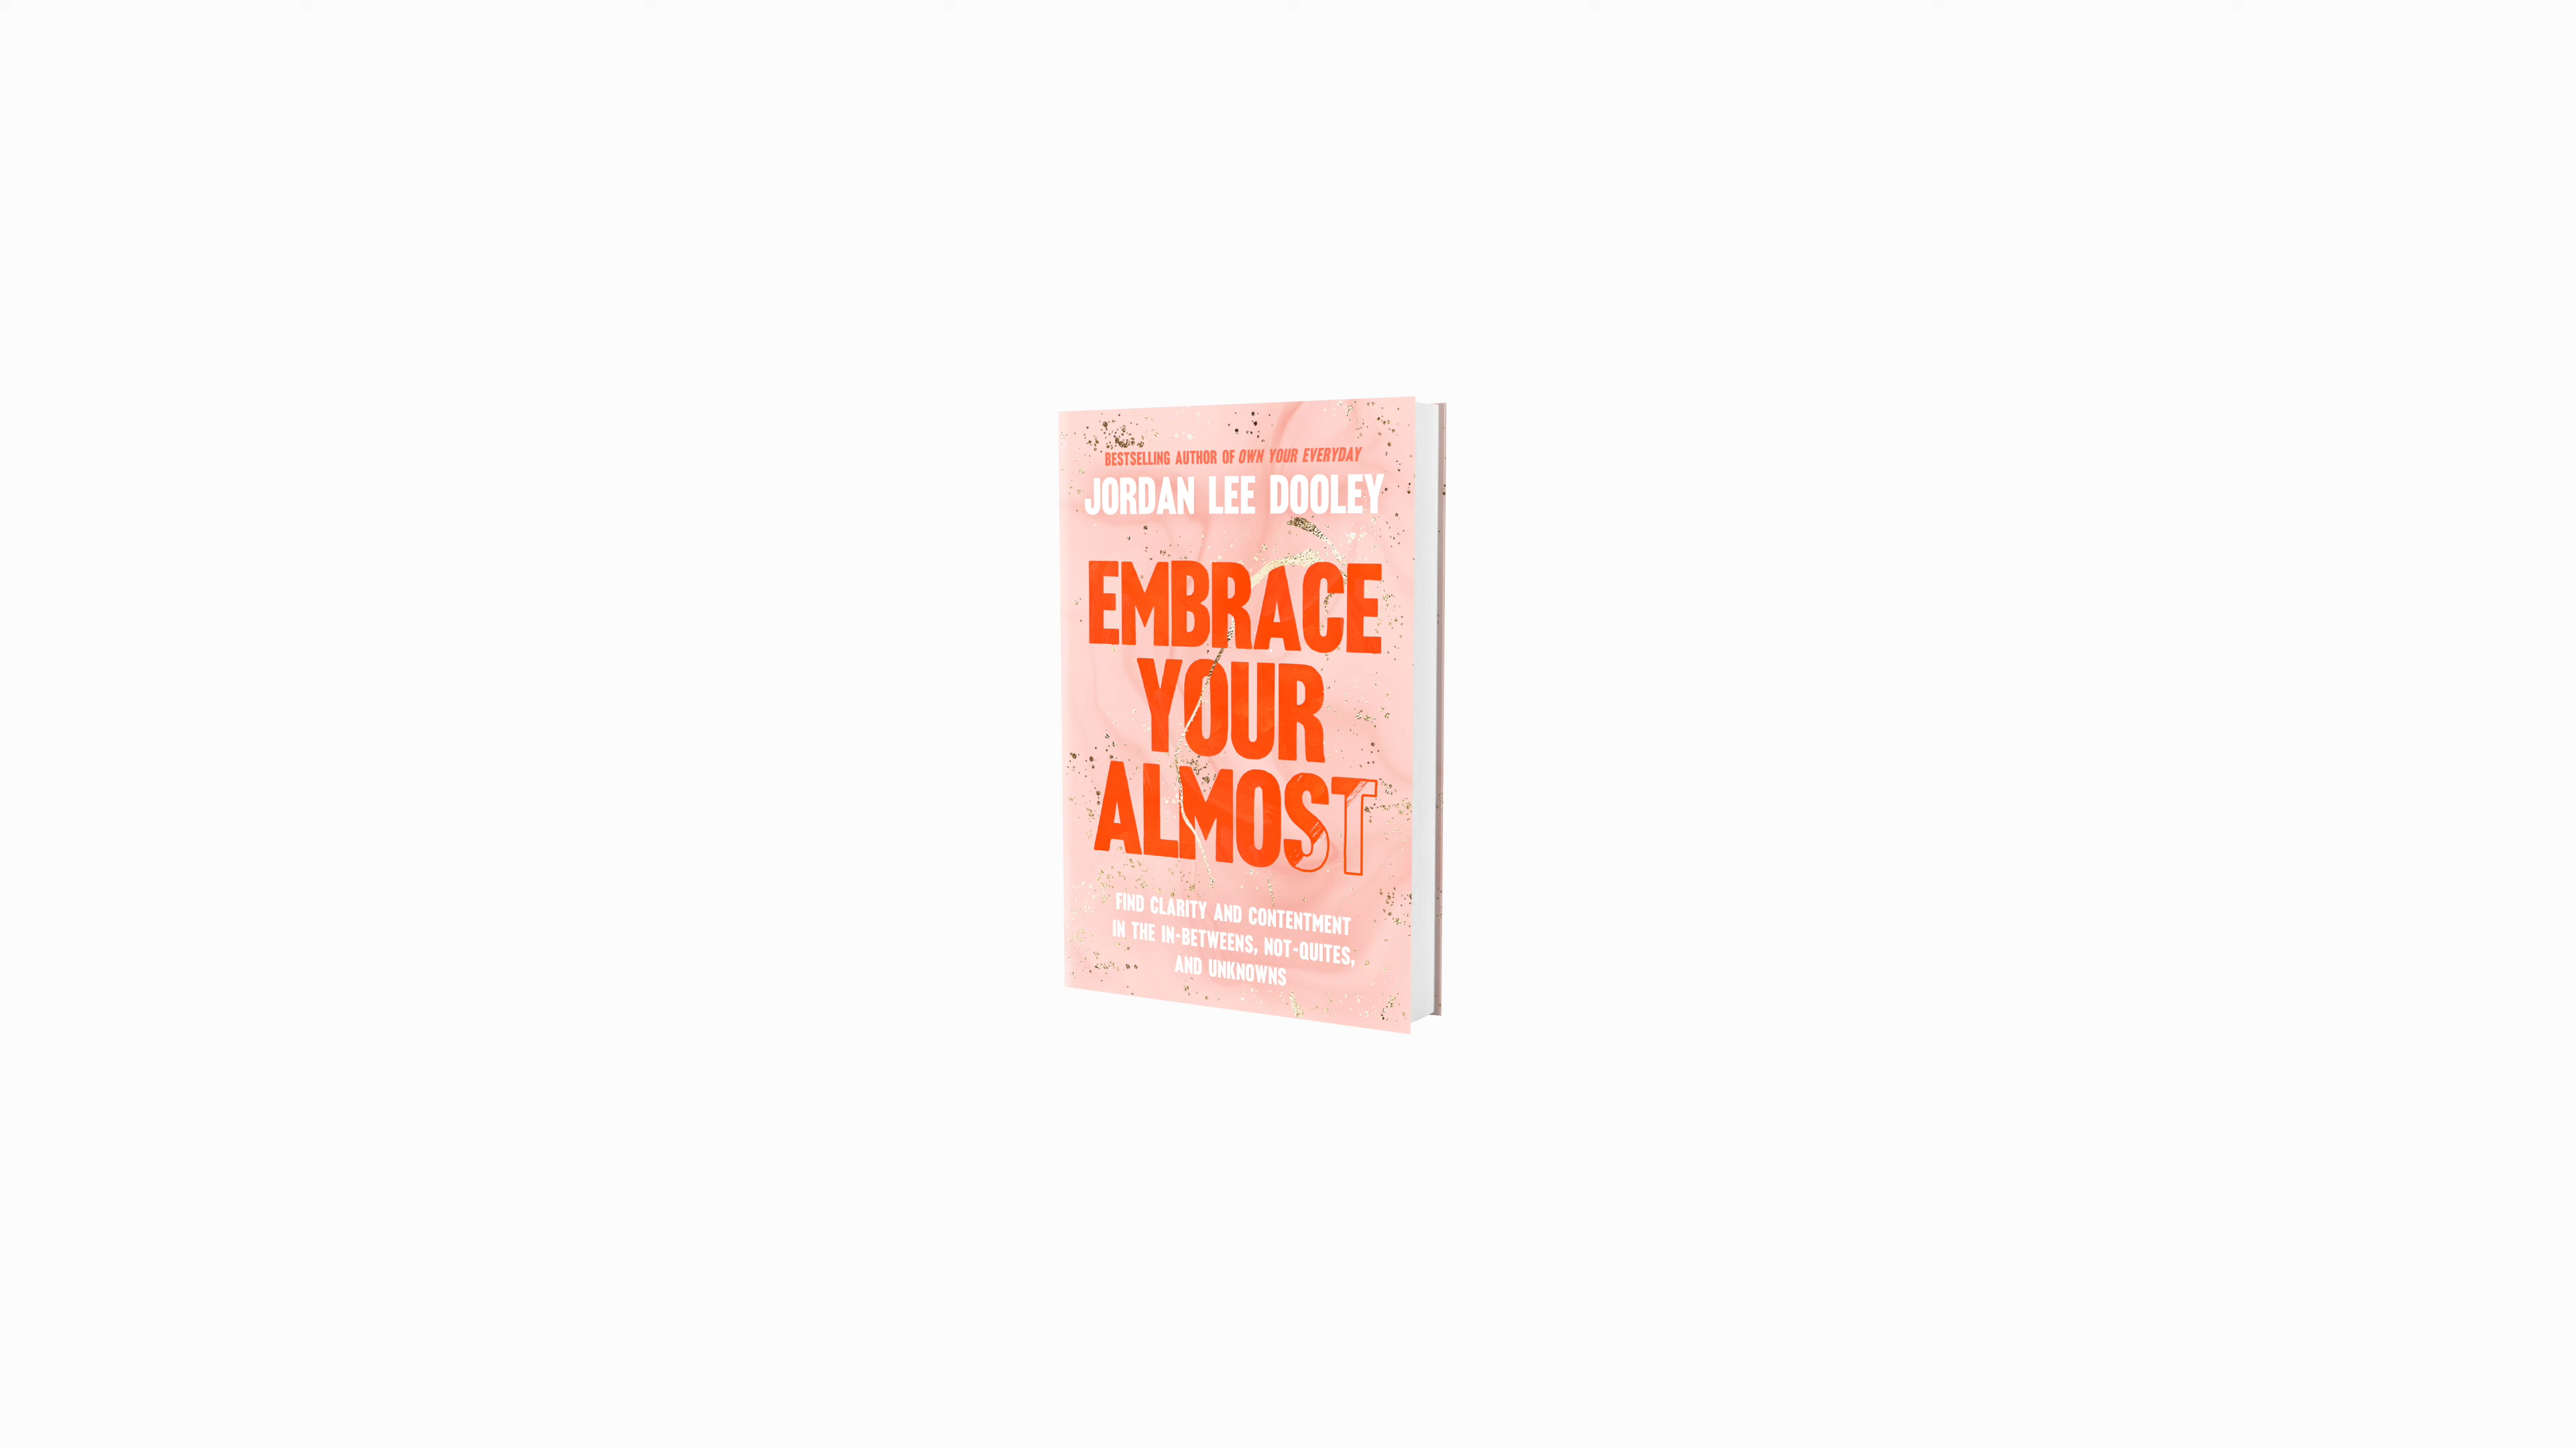 BESTSELLING AUTHOR OF OWN YOUR EVERYDAY
JORDAN LEE DOOLEY
EMBRACE
YOUR
ALMOST
FIND CLARITY AND CONTENTMENT
IN THE IN-BETWEENS, NOT-QUITES,
AND UNKNOWNS